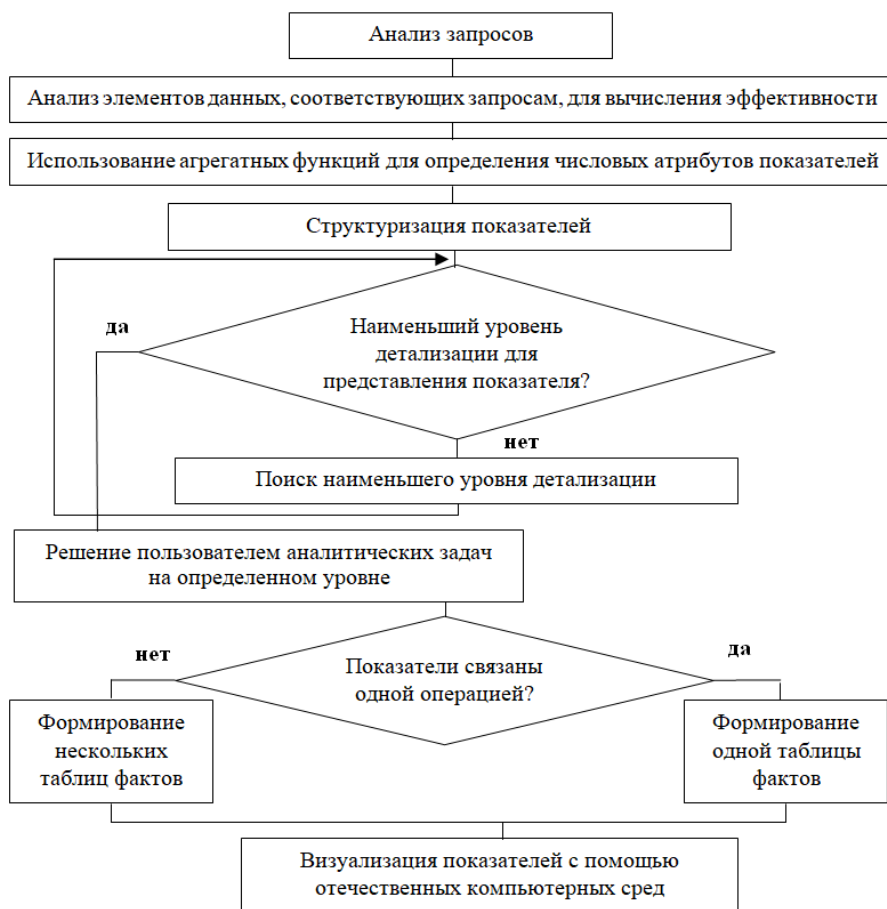 Анализ запросов
Анализ элементов данных, соответствующих запросам, для вычисления эффективности
Использование агрегатных функций для определения числовых атрибутов показателей
Структуризация показателей
да
Наименьший уровень
детализации для
представления показателя?
нет
Поиск наименьшего уровня детализации
Решение пользователем аналитических задач
на определенном уровне
нет
Показатели связаны
одной операцией?
да
Формирование
нескольких
таблиц фактов
Формирование
одной таблицы
фактов
Визуализация показателей с помощью
отечественных компьютерных сред